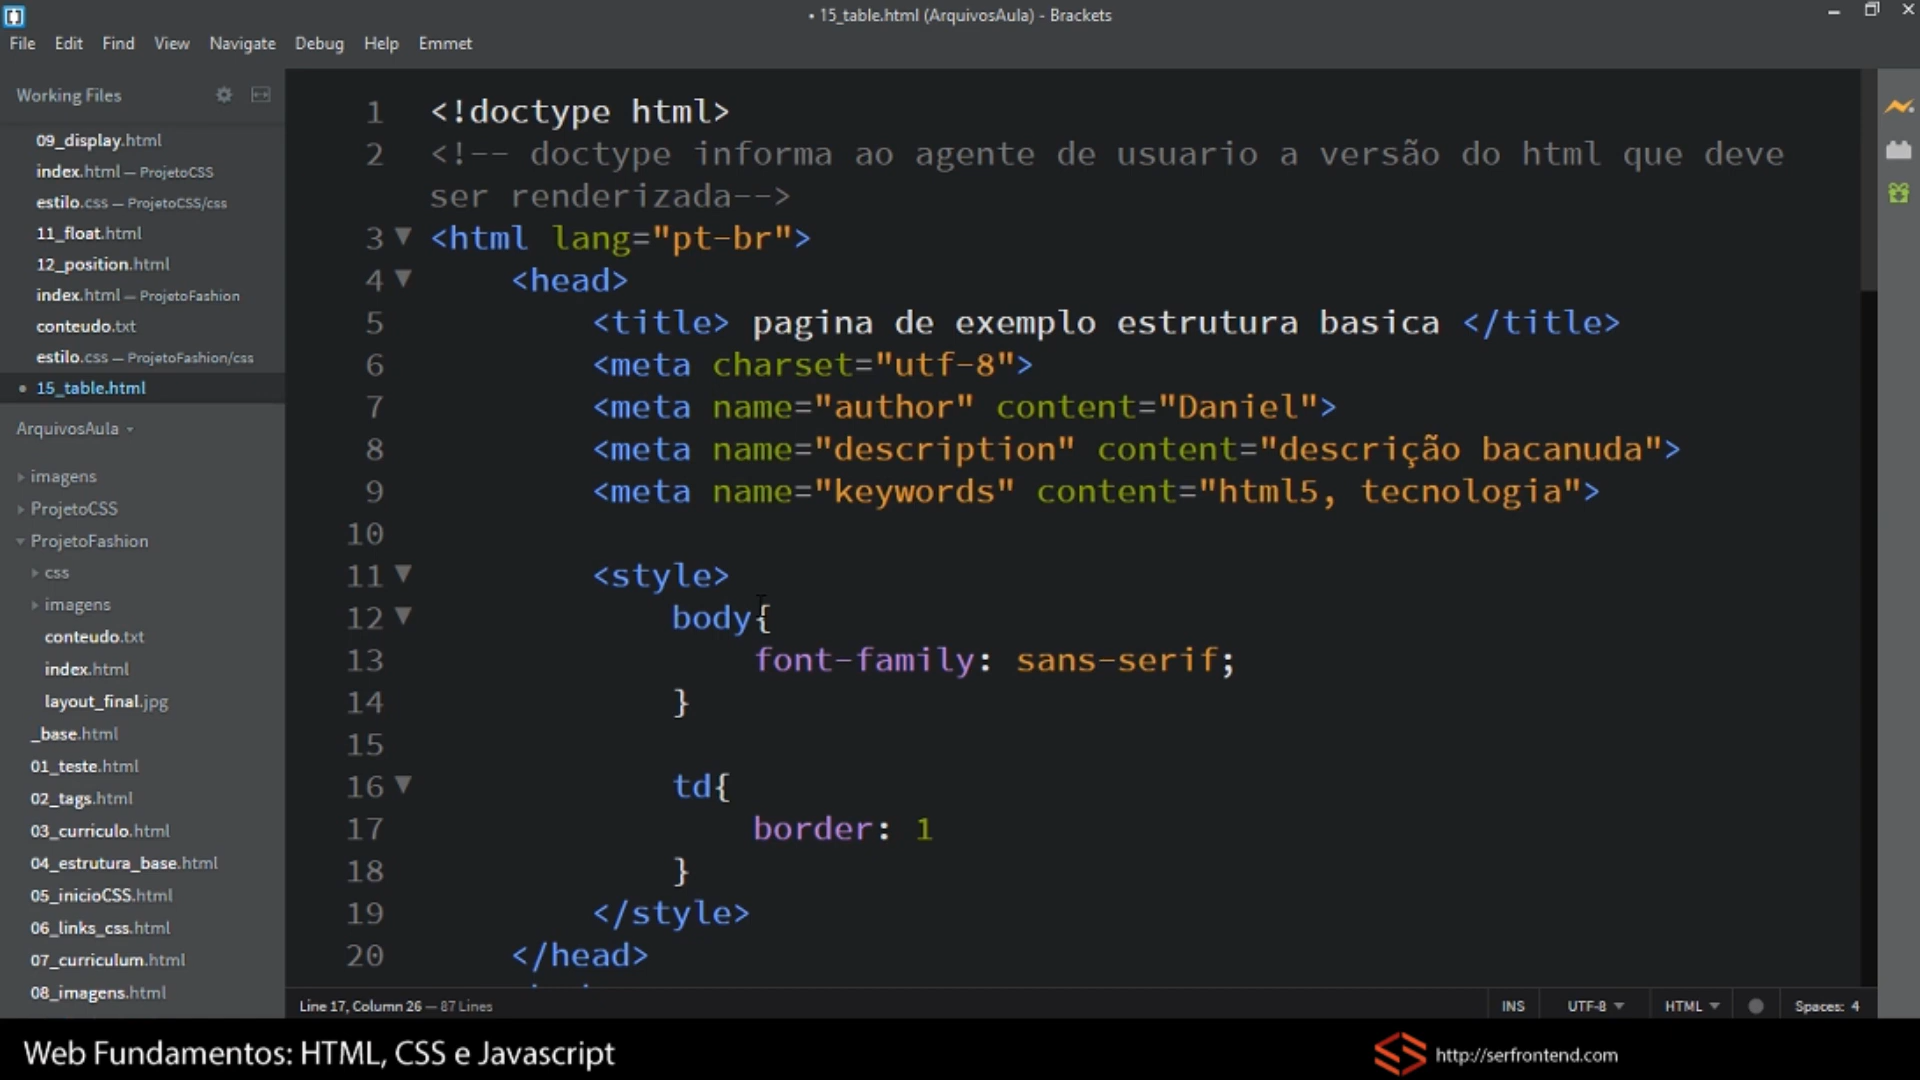 • 15_table.html (ArquivosAula) - Brackets
File Edit Find View Navigate Debug Help Emmet
Working Files
09_display.html
index.html — ProjetoCSS
estilo.css — ProjetoCSS/css
11_float.html
12_position.html
index.html — ProjetoFashion
conteudo.txt
estilo.css — ProjetoFashion/css
15_table.html
ArquivosAula
imagens
ProjetoCSS
ProjetoFashion
css
imagens
conteudo.txt
index.html
layout_final.jpg
_base.html
01_teste.html
02_tags.html
03_curriculo.html
04_estrutura_base.html
05_inicioCSS.html
06_links_css.html
07_curriculum.html
08_imagens.html
1 <!doctype html>
2 <!-- doctype informa ao agente de usuario a versão do html que deve
ser renderizada-->
3 <html lang="pt-br">
4 <head>
5 <title> pagina de exemplo estrutura basica </title>
6 <meta charset="utf-8">
7 <meta name="author" content="Daniel">
8 <meta name="description" content="descrição bacanuda">
9 <meta name="keywords" content="html5, tecnologia">
10
11 <style>
12 body{
13 font-family: sans-serif;
14 }
15
16 td{
17 border: 1
18 }
19 </style>
20 </head>
Line 17, Column 26 — 87 Lines
INS UTF-8 HTML Spaces: 4
Web Fundamentos: HTML, CSS e Javascript
http://serfrontend.com